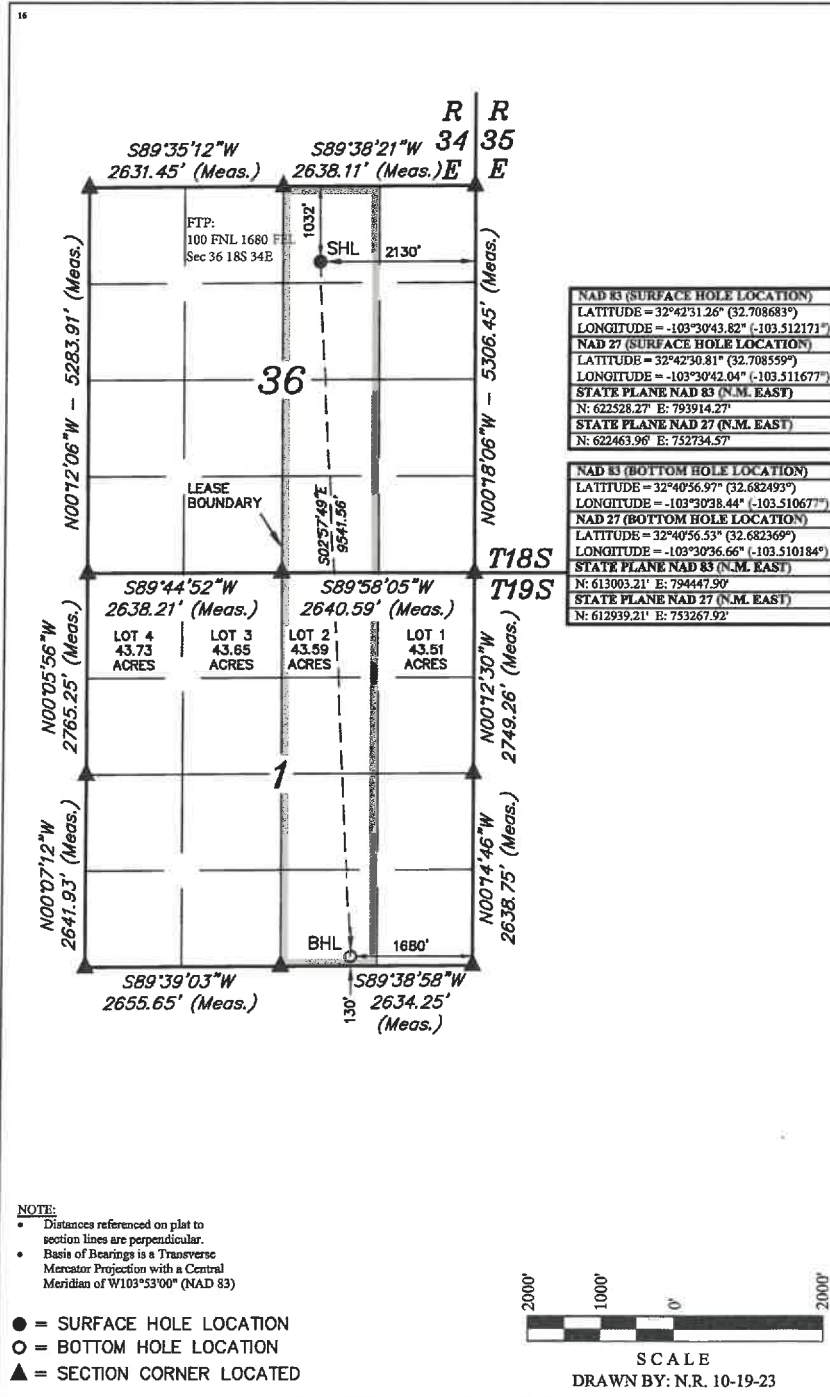 16
R R
34 35
E E
S89°35'12"W
2631.45' (Meas.)
S89°38'21"W
2638.11' (Meas.)
FTP:
100 FNL 1680 FEL
Sec 36 18S 34E
1032'
SHL
2130'
N00°12'06"W - 5283.91' (Meas.)
N00°18'06"W - 5306.45' (Meas.)
36
LEASE
BOUNDARY
S02°57'49"E
9541.56'
NAD 83 (SURFACE HOLE LOCATION)
LATITUDE = 32°42'31.26" (32.708683°)
LONGITUDE = -103°30'43.82" (-103.512171°)
NAD 27 (SURFACE HOLE LOCATION)
LATITUDE = 32°42'30.81" (32.708559°)
LONGITUDE = -103°30'42.04" (-103.511677°)
STATE PLANE NAD 83 (N.M. EAST)
N: 622528.27' E: 793914.27'
STATE PLANE NAD 27 (N.M. EAST)
N: 622463.96' E: 752734.57'
NAD 83 (BOTTOM HOLE LOCATION)
LATITUDE = 32°40'56.97" (32.682493°)
LONGITUDE = -103°30'38.44" (-103.510677°)
NAD 27 (BOTTOM HOLE LOCATION)
LATITUDE = 32°40'56.53" (32.682369°)
LONGITUDE = -103°30'36.66" (-103.510184°)
STATE PLANE NAD 83 (N.M. EAST)
N: 613003.21' E: 794447.90'
STATE PLANE NAD 27 (N.M. EAST)
N: 612939.21' E: 753267.92'
T18S
T19S
S89°44'52"W
2638.21' (Meas.)
S89°58'05"W
2640.59' (Meas.)
LOT 4
43.73
ACRES
LOT 3
43.65
ACRES
LOT 2
43.59
ACRES
LOT 1
43.51
ACRES
N00°05'56"W
2765.25' (Meas.)
N00°12'30"W
2749.26' (Meas.)
1
N00°07'12"W
2641.93' (Meas.)
N00°14'46"W
2638.75' (Meas.)
BHL
1680'
130'
S89°39'03"W
2655.65' (Meas.)
S89°38'58"W
2634.25'
(Meas.)
NOTE:
• Distances referenced on plat to
section lines are perpendicular.
• Basis of Bearings is a Transverse
Mercator Projection with a Central
Meridian of W103°53'00" (NAD 83)
= SURFACE HOLE LOCATION
= BOTTOM HOLE LOCATION
= SECTION CORNER LOCATED
2000' 1000' 0' 2000'
SCALE
DRAWN BY: N.R. 10-19-23